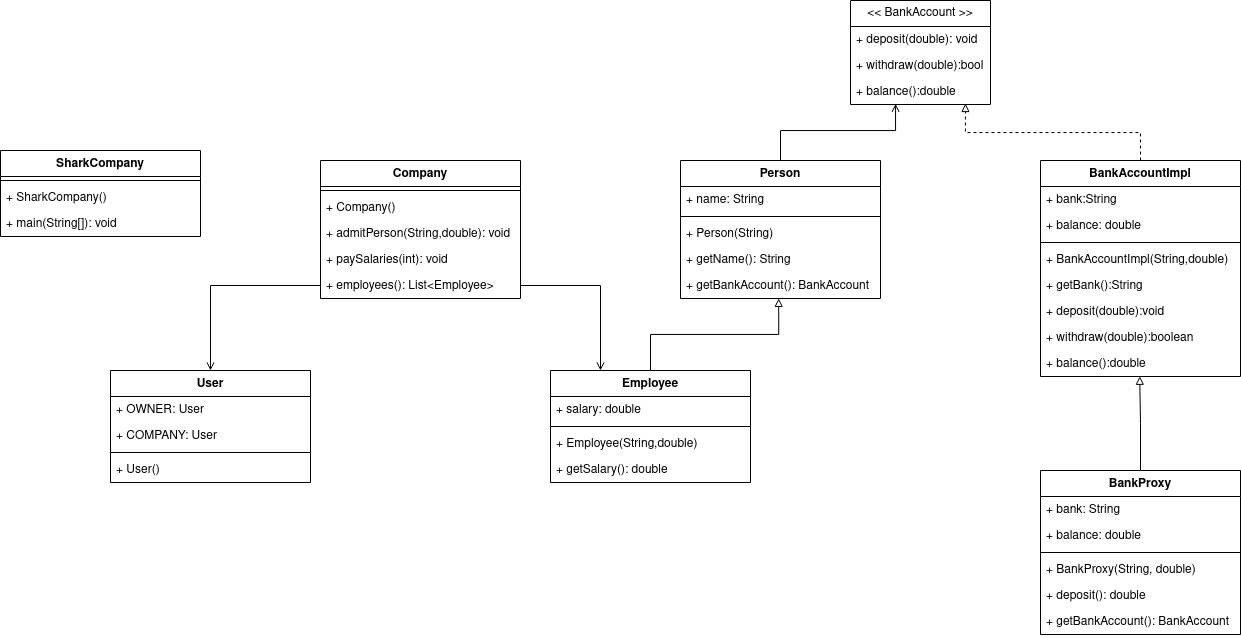 << BankAccount >>
+ deposit(double): void
+ withdraw(double):bool
+ balance():double
SharkCompany
+ SharkCompany()
+ main(String[]): void
Company
+ Company()
+ admitPerson(String,double): void
+ paySalaries(int): void
+ employees(): List<Employee>
Person
+ name: String
+ Person(String)
+ getName(): String
+ getBankAccount(): BankAccount
BankAccountImpl
+ bank:String
+ balance: double
+ BankAccountImpl(String,double)
+ getBank():String
+ deposit(double):void
+ withdraw(double):boolean
+ balance():double
User
+ OWNER: User
+ COMPANY: User
+ User()
Employee
+ salary: double
+ Employee(String,double)
+ getSalary(): double
BankProxy
+ bank: String
+ balance: double
+ BankProxy(String, double)
+ deposit(): double
+ getBankAccount(): BankAccount